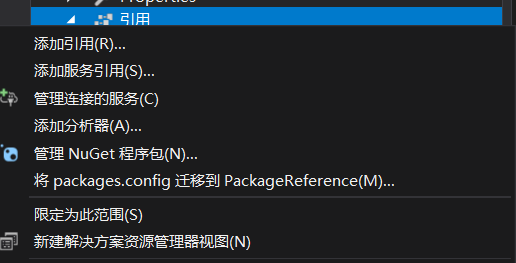 Properties
引用
添加引用(R)...
添加服务引用(S)...
管理连接的服务(C)
添加分析器(A)...
管理 NuGet 程序包(N)...
将 packages.config 迁移到 PackageReference(M)...
限定为此范围(S)
新建解决方案资源管理器视图(N)